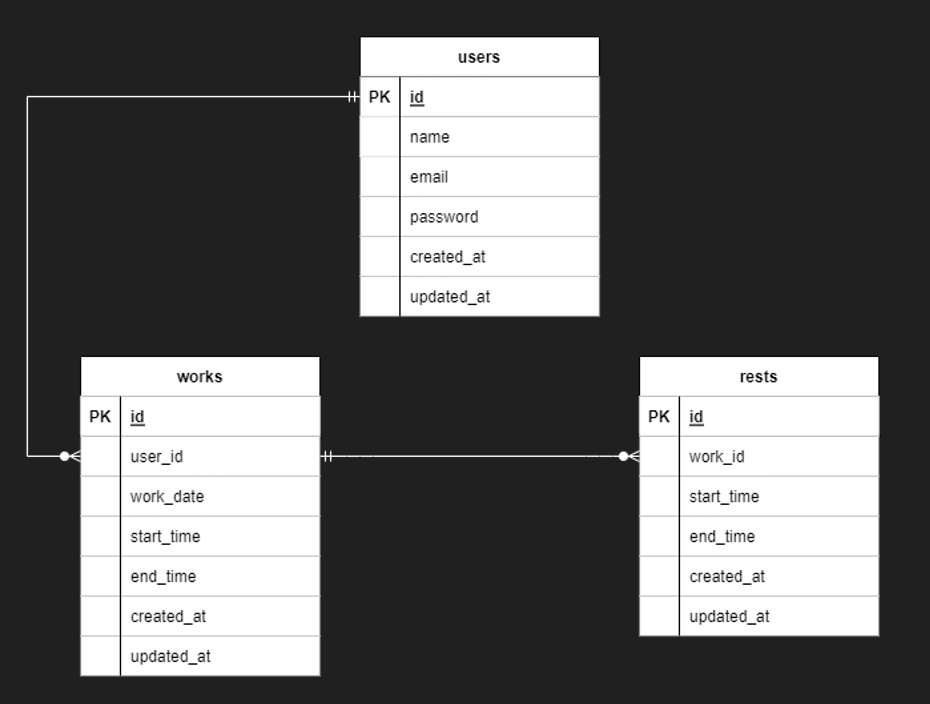 users
PK id
name
email
password
created_at
updated_at
works
PK id
user_id
work_date
start_time
end_time
created_at
updated_at
rests
PK id
work_id
start_time
end_time
created_at
updated_at